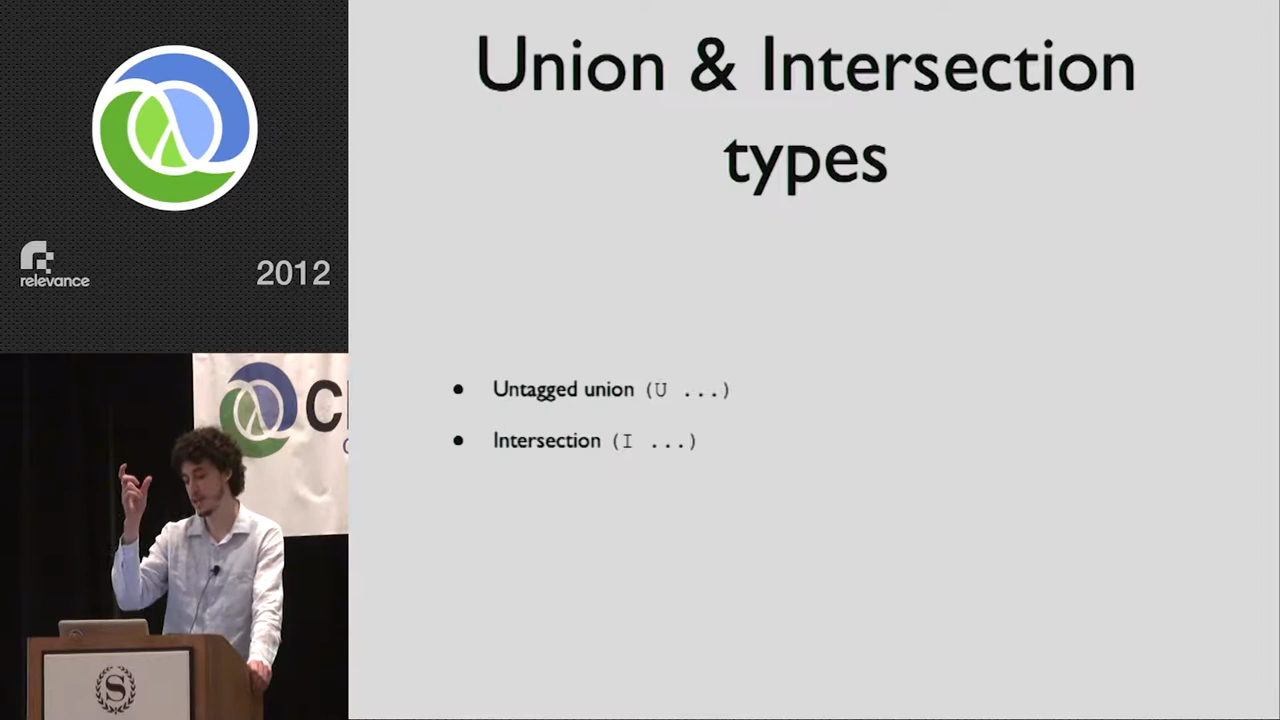 Union & Intersection
types
relevance
2012
• Untagged union (U ...)
• Intersection (I ...)
S